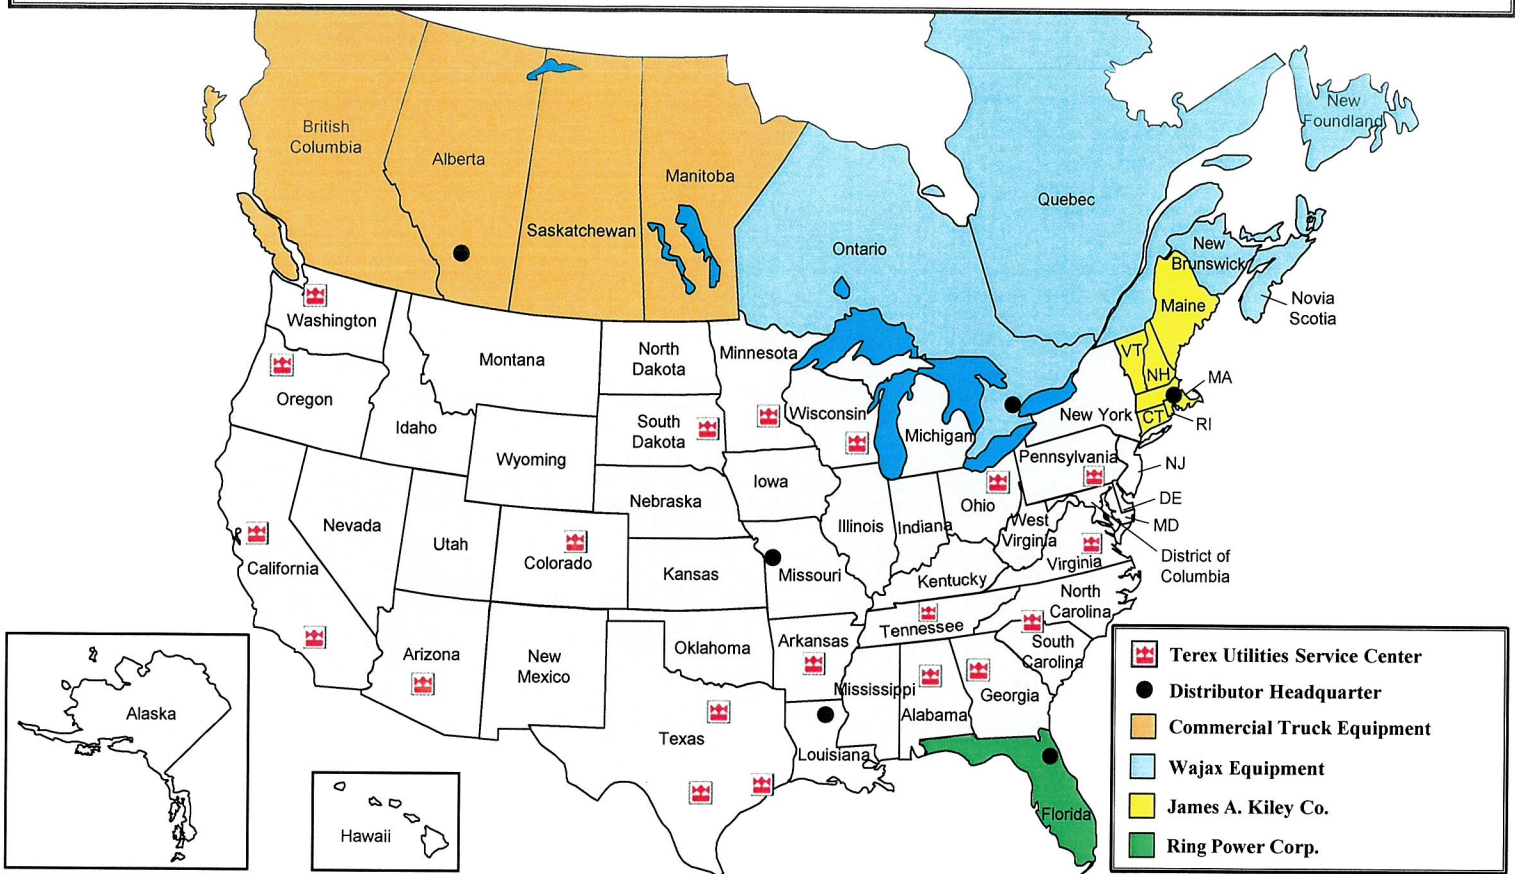 New
Foundland
British
Columbia
Alberta
Manitoba
Saskatchewan
Quebec
Ontario
New
Brunswick
Novia
Scotia
Maine
Washington
Montana
North
Dakota
Minnesota
VT
NH
MA
Oregon
Idaho
South
Dakota
Wisconsin
Michigan
New York
CT
RI
Wyoming
Iowa
Pennsylvania
NJ
Nebraska
Nevada
Utah
Colorado
Illinois
Indiana
Ohio
West
Virginia
DE
MD
District of
Columbia
California
Kansas
Missouri
Kentucky
Virginia
North
Carolina
Tennessee
Arizona
New
Mexico
Oklahoma
Arkansas
South
Carolina
Mississippi
Alabama
Georgia
Alaska
Texas
Louisiana
Hawaii
Florida
Terex Utilities Service Center
Distributor Headquarter
Commercial Truck Equipment
Wajax Equipment
James A. Kiley Co.
Ring Power Corp.